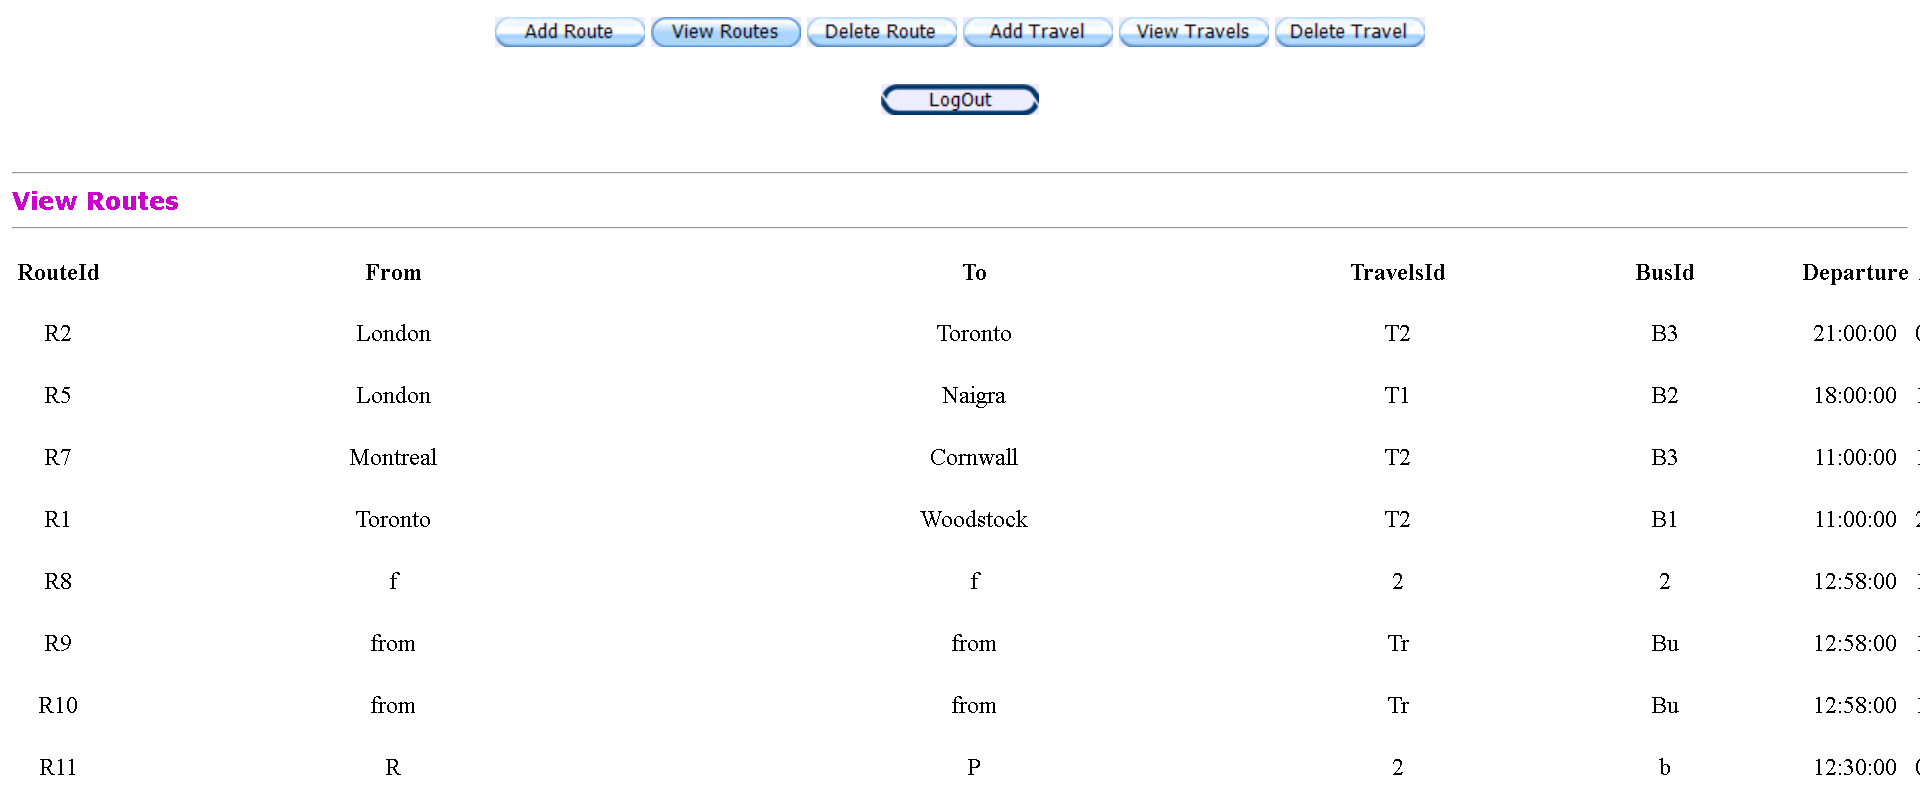 Add Route View Routes Delete Route Add Travel View Travels Delete Travel
LogOut
View Routes
RouteId From To TravelsId BusId Departure
R2 London Toronto T2 B3 21:00:00
R5 London Naigra T1 B2 18:00:00
R7 Montreal Cornwall T2 B3 11:00:00
R1 Toronto Woodstock T2 B1 11:00:00
R8 f f 2 2 12:58:00
R9 from from Tr Bu 12:58:00
R10 from from Tr Bu 12:58:00
R11 R P 2 b 12:30:00